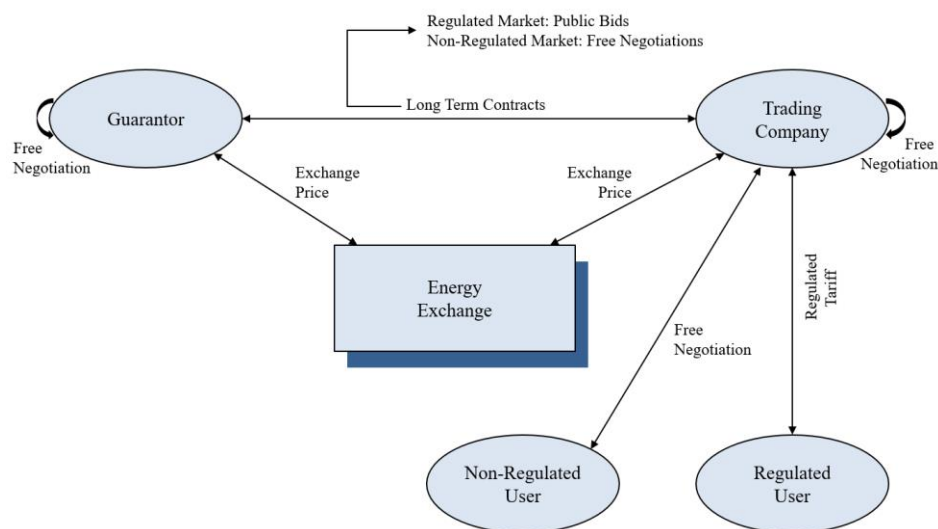 Regulated Market: Public Bids
Non-Regulated Market: Free Negotiations
Long Term Contracts
Guarantor
Trading
Company
Free
Negotiation
Free
Negotiation
Exchange
Price
Exchange
Price
Energy
Exchange
Regulated
Tariff
Free
Negotiation
Non-Regulated
User
Regulated
User